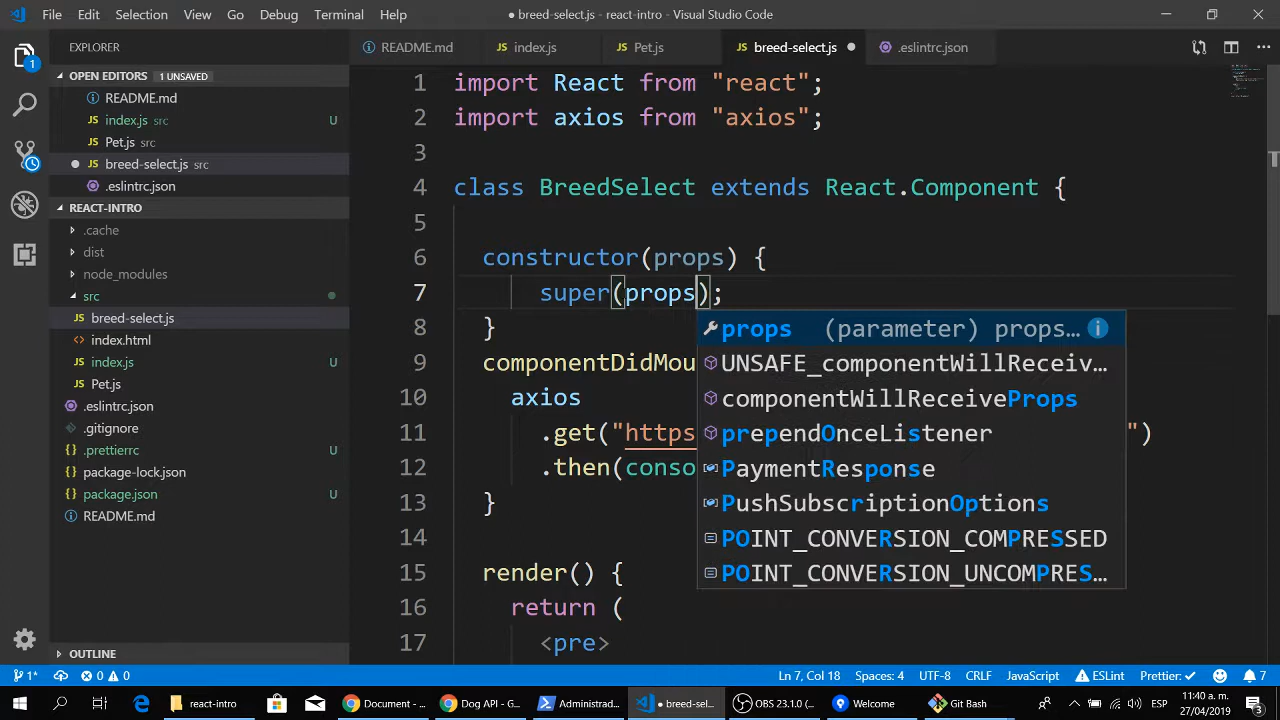 File Edit Selection View Go Debug Terminal Help
● breed-select.js - react-intro - Visual Studio Code
EXPLORER
OPEN EDITORS 1 UNSAVED
README.md
index.js src U
Pet.js src
breed-select.js src
.eslintrc.json
REACT-INTRO
.cache
dist
node_modules
src
breed-select.js
index.html
index.js U
Pet.js
.eslintrc.json
.gitignore
.prettierrc U
package-lock.json
package.json U
README.md
OUTLINE
README.md index.js Pet.js breed-select.js .eslintrc.json
1 import React from "react";
2 import axios from "axios";
3
4 class BreedSelect extends React.Component {
5
6 constructor(props) {
7 super(props);
8 }
9 componentDidMou
10 axios
11 .get("https ")
12 .then(conso
13 }
14
15 render() {
16 return (
17 <pre>
props (parameter) props…
UNSAFE_componentWillReceiv…
componentWillReceiveProps
prependOnceListener
PaymentResponse
PushSubscriptionOptions
POINT_CONVERSION_COMPRESSED
POINT_CONVERSION_UNCOMPRES…
1* 0 0 Ln 7, Col 18 Spaces: 4 UTF-8 CRLF JavaScript ESLint Prettier: ✓ 7
react-intro Document - … Dog API - G… Administrad… ● breed-sel… OBS 23.1.0 (… Welcome Git Bash ESP 11:40 a. m. 27/04/2019 3